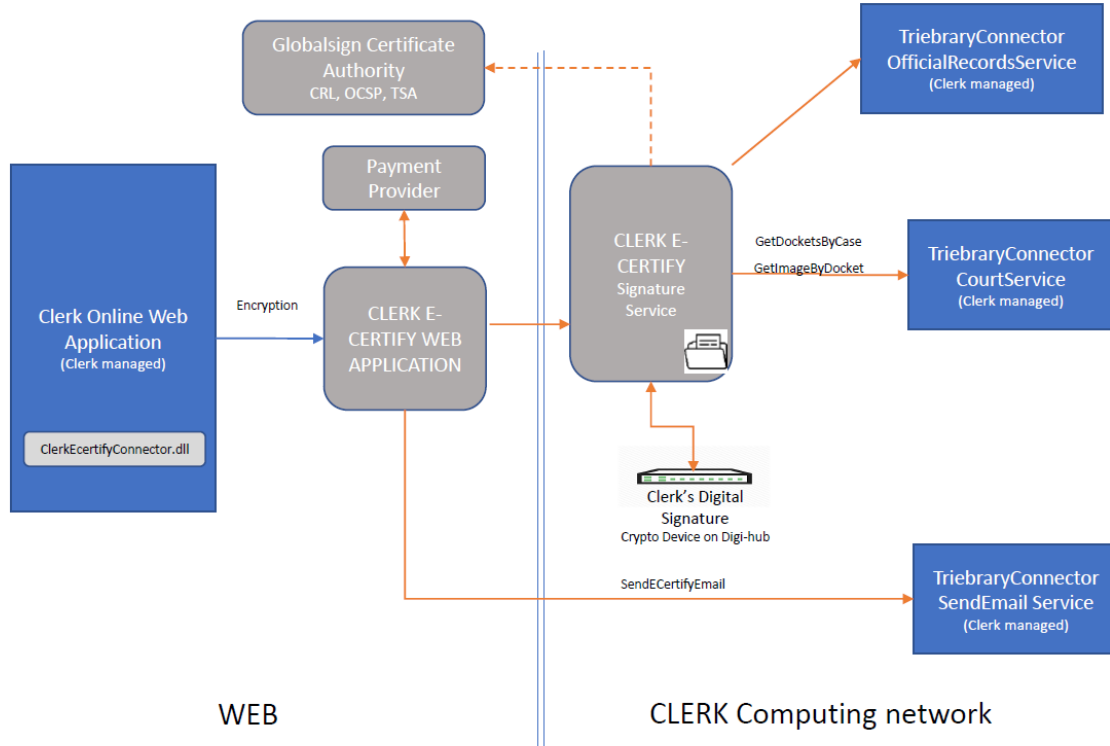 Globalsign Certificate
Authority
CRL, OCSP, TSA
TriebraryConnector
OfficialRecordsService
(Clerk managed)
Payment
Provider
Clerk Online Web
Application
(Clerk managed)
ClerkEcertifyConnector.dll
Encryption
CLERK E-
CERTIFY WEB
APPLICATION
CLERK E-
CERTIFY
Signature
Service
GetDocketsByCase
GetImageByDocket
TriebraryConnector
CourtService
(Clerk managed)
Clerk's Digital
Signature
Crypto Device on Digi-hub
SendECertifyEmail
TriebraryConnector
SendEmail Service
(Clerk managed)
WEB
CLERK Computing network